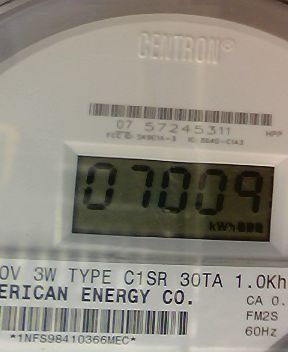 CENTRON®
07 57245311
HPP
07009
kWh
0V 3W TYPE C1SR 30TA 1.0Kh
ERICAN ENERGY CO.
CA 0.
FM2S
60Hz
*1NFS98410366MEC*